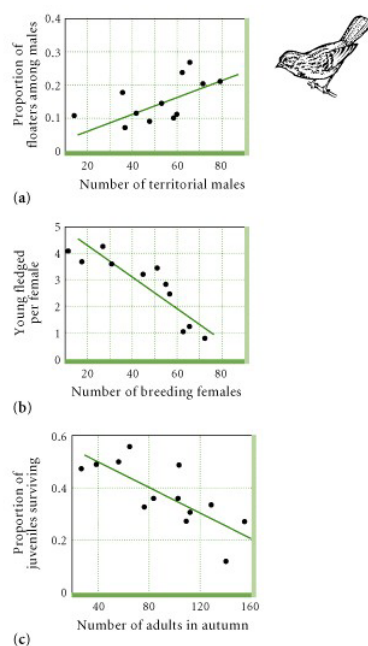 Proportion of
floaters among males
0.4
0.3
0.2
0.1
0
20 40 60 80
Number of territorial males
(a)
Young fledged
per female
5
4
3
2
1
0
20 40 60 80
Number of breeding females
(b)
Proportion of
juveniles surviving
0.6
0.4
0.2
0
40 80 120 160
Number of adults in autumn
(c)